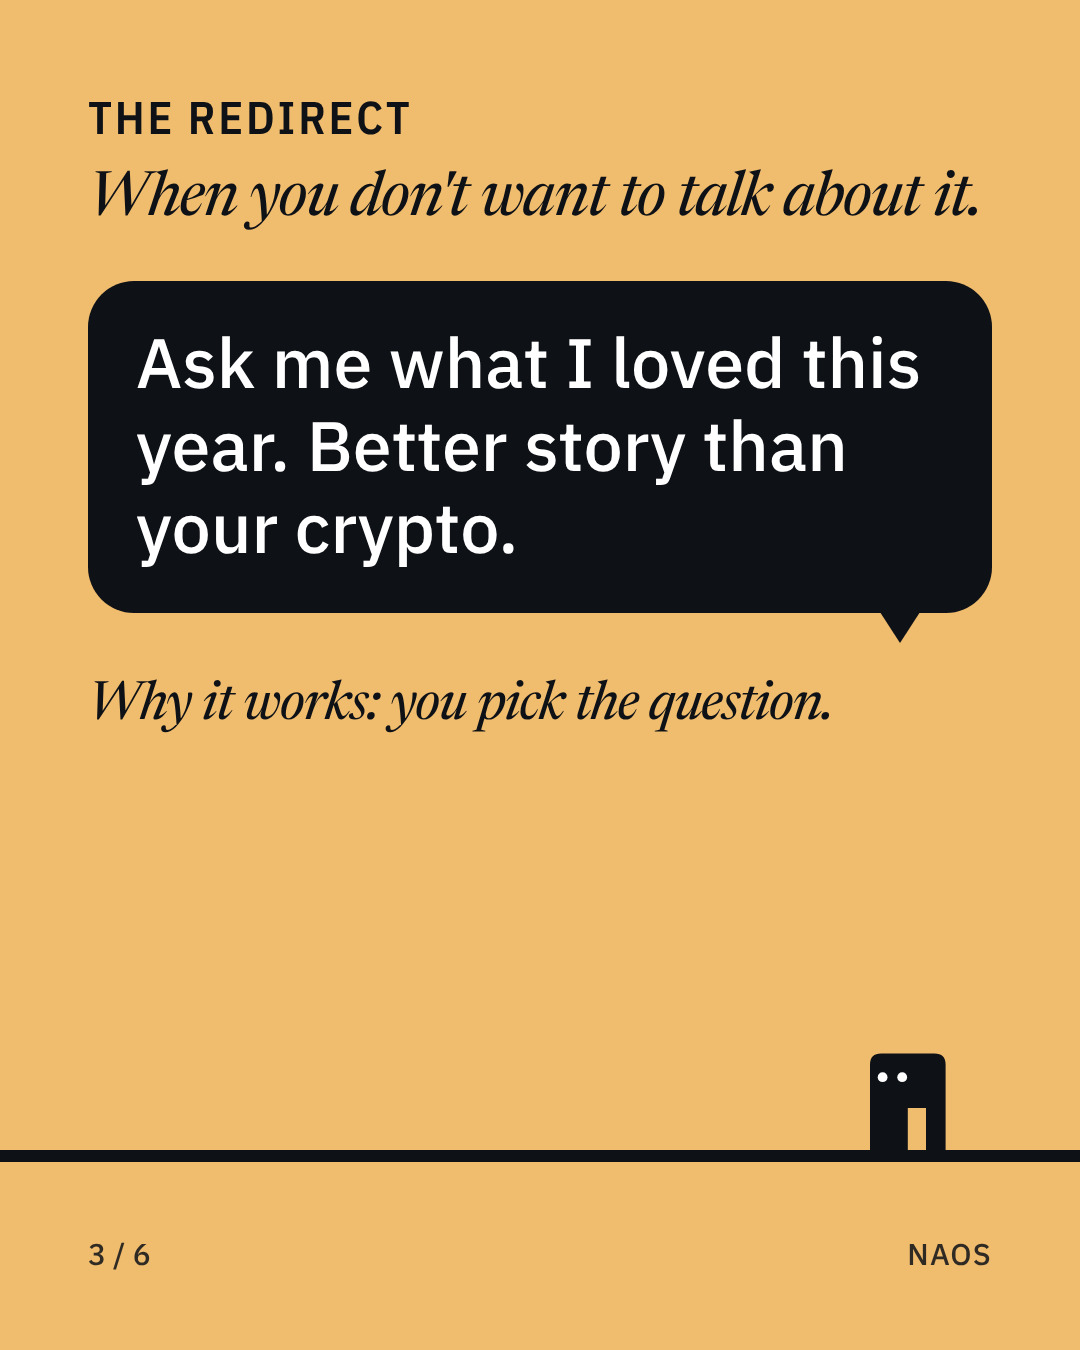 THE REDIRECT
When you don't want to talk about it.
Ask me what I loved this
year. Better story than
your crypto.
Why it works: you pick the question.
3 / 6
NAOS